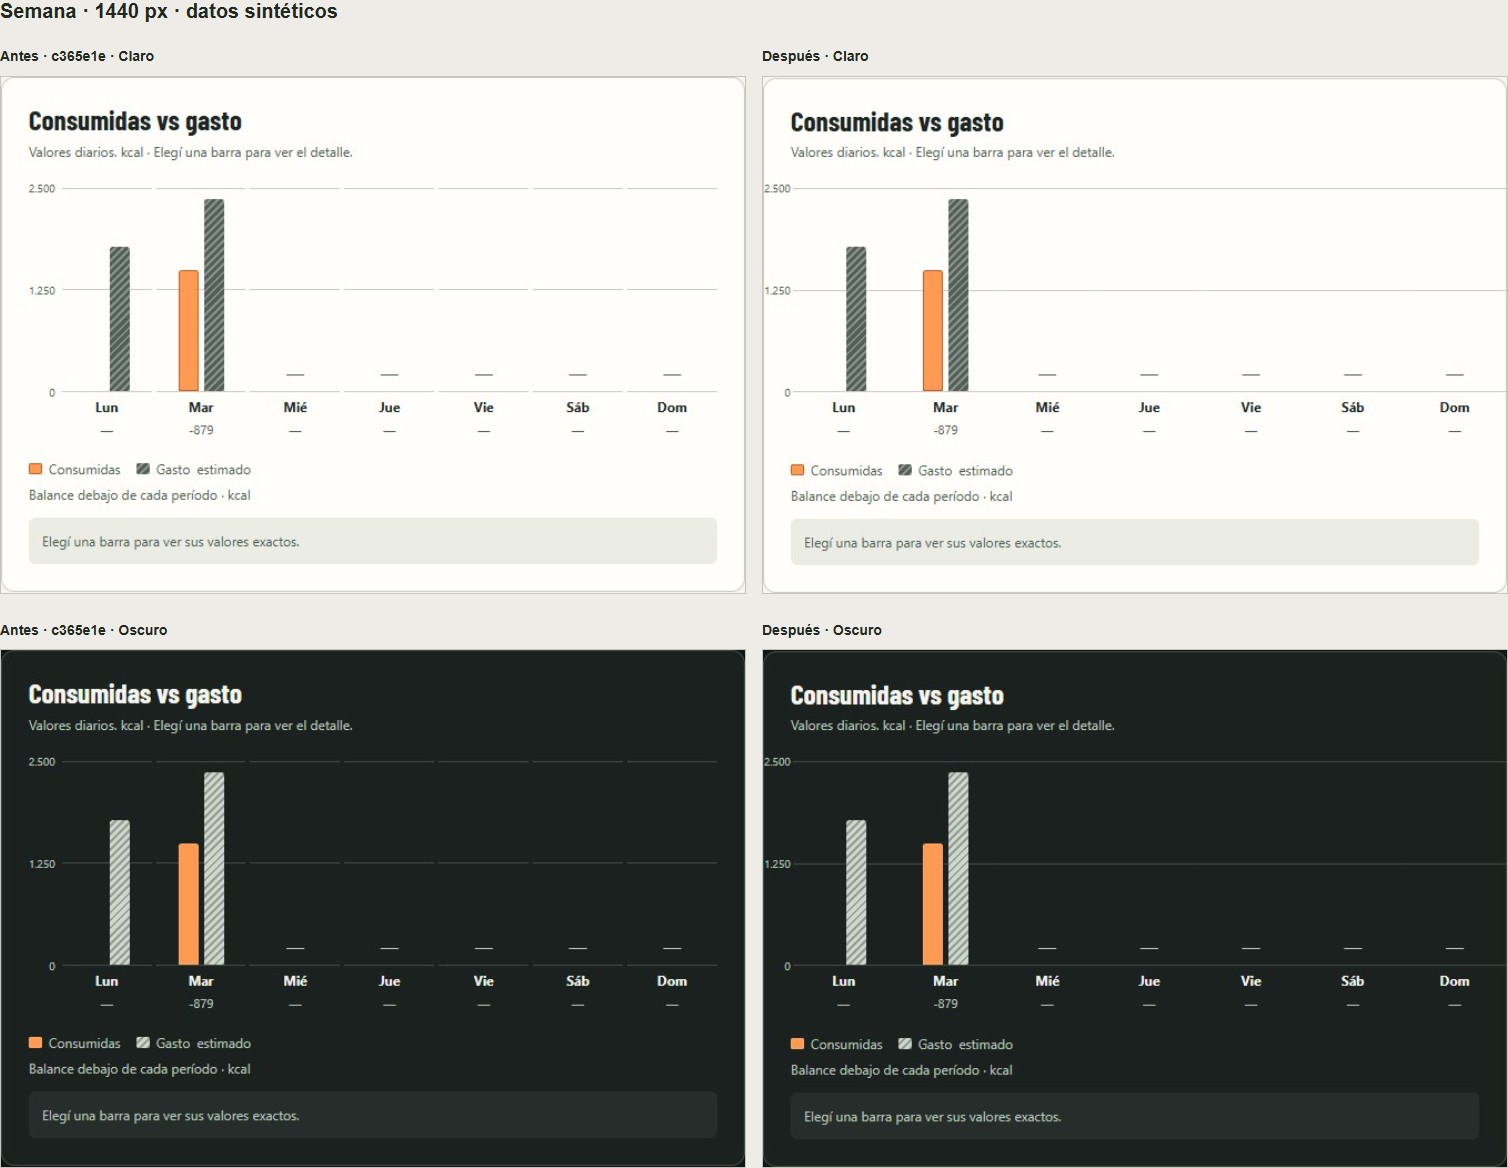 Semana · 1440 px · datos sintéticos
Antes · c365e1e · Claro
Consumidas vs gasto
Valores diarios. kcal · Elegí una barra para ver el detalle.
2.500
1.250
0
Lun Mar Mié Jue Vie Sáb Dom
— -879 — — — — —
Consumidas Gasto estimado
Balance debajo de cada período · kcal
Elegí una barra para ver sus valores exactos.
Después · Claro
Consumidas vs gasto
Valores diarios. kcal · Elegí una barra para ver el detalle.
2.500
1.250
0
Lun Mar Mié Jue Vie Sáb Dom
— -879 — — — — —
Consumidas Gasto estimado
Balance debajo de cada período · kcal
Elegí una barra para ver sus valores exactos.
Antes · c365e1e · Oscuro
Consumidas vs gasto
Valores diarios. kcal · Elegí una barra para ver el detalle.
2.500
1.250
0
Lun Mar Mié Jue Vie Sáb Dom
— -879 — — — — —
Consumidas Gasto estimado
Balance debajo de cada período · kcal
Elegí una barra para ver sus valores exactos.
Después · Oscuro
Consumidas vs gasto
Valores diarios. kcal · Elegí una barra para ver el detalle.
2.500
1.250
0
Lun Mar Mié Jue Vie Sáb Dom
— -879 — — — — —
Consumidas Gasto estimado
Balance debajo de cada período · kcal
Elegí una barra para ver sus valores exactos.